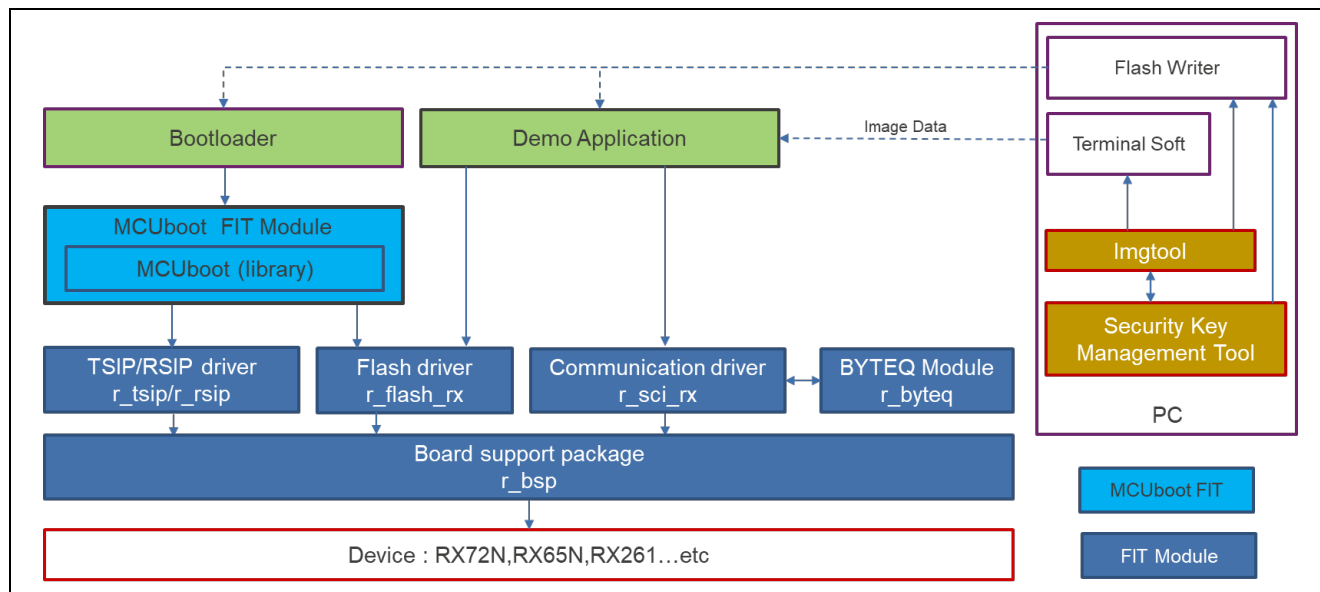 Flash Writer
Bootloader
Demo Application
Image Data
Terminal Soft
MCUboot FIT Module
MCUboot (library)
Imgtool
Security Key
Management Tool
TSIP/RSIP driver
r_tsip/r_rsip
Flash driver
r_flash_rx
Communication driver
r_sci_rx
BYTEQ Module
r_byteq
PC
Board support package
r_bsp
MCUboot FIT
Device : RX72N,RX65N,RX261…etc
FIT Module